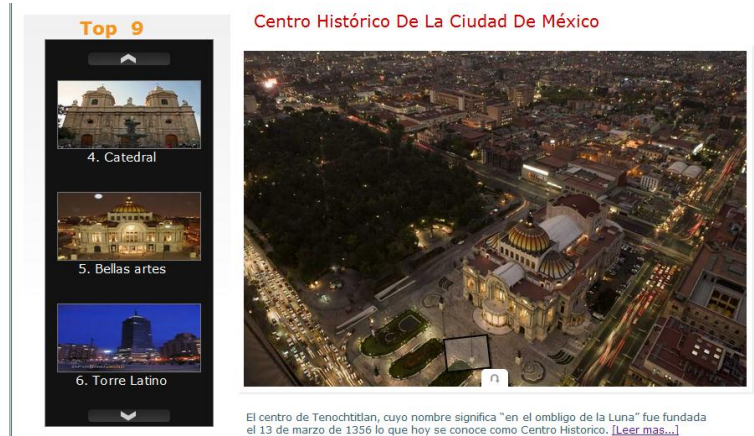 Top 9
Centro Histórico De La Ciudad De México
4. Catedral
5. Bellas artes
6. Torre Latino
El centro de Tenochtitlan, cuyo nombre significa "en el ombligo de la Luna" fue fundada
el 13 de marzo de 1356 lo que hoy se conoce como Centro Historico. [Leer mas...]